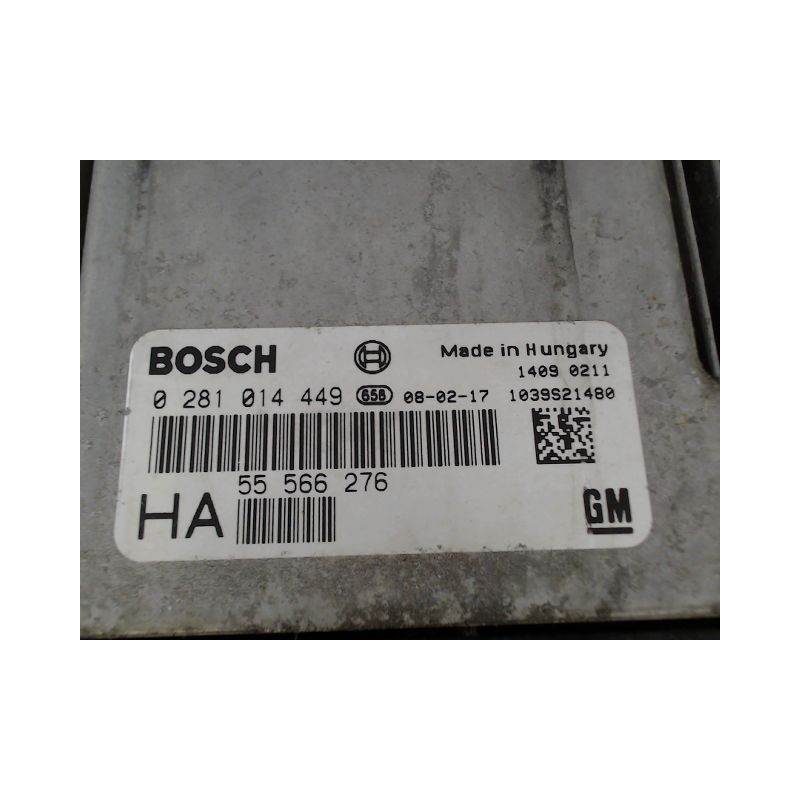 BOSCH Made in Hungary
1409 0211
0 281 014 449 658 08-02-17 1039S21480
55 566 276
HA GM